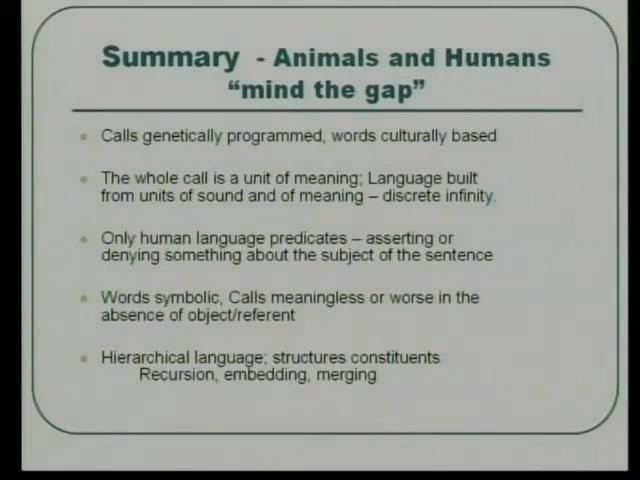 Summary - Animals and Humans
“mind the gap”
Calls genetically programmed, words culturally based
The whole call is a unit of meaning; Language built
from units of sound and of meaning – discrete infinity.
Only human language predicates – asserting or
denying something about the subject of the sentence
Words symbolic, Calls meaningless or worse in the
absence of object/referent
Hierarchical language; structures constituents
Recursion, embedding, merging